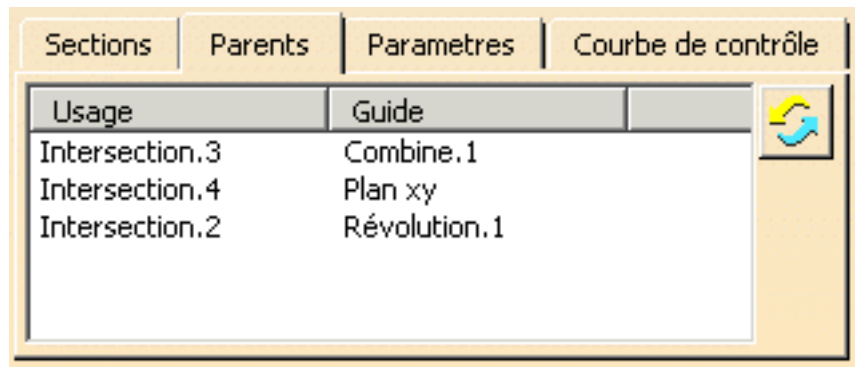 Sections Parents Parametres Courbe de contrôle
Usage Guide
Intersection.3 Combine.1
Intersection.4 Plan xy
Intersection.2 Révolution.1